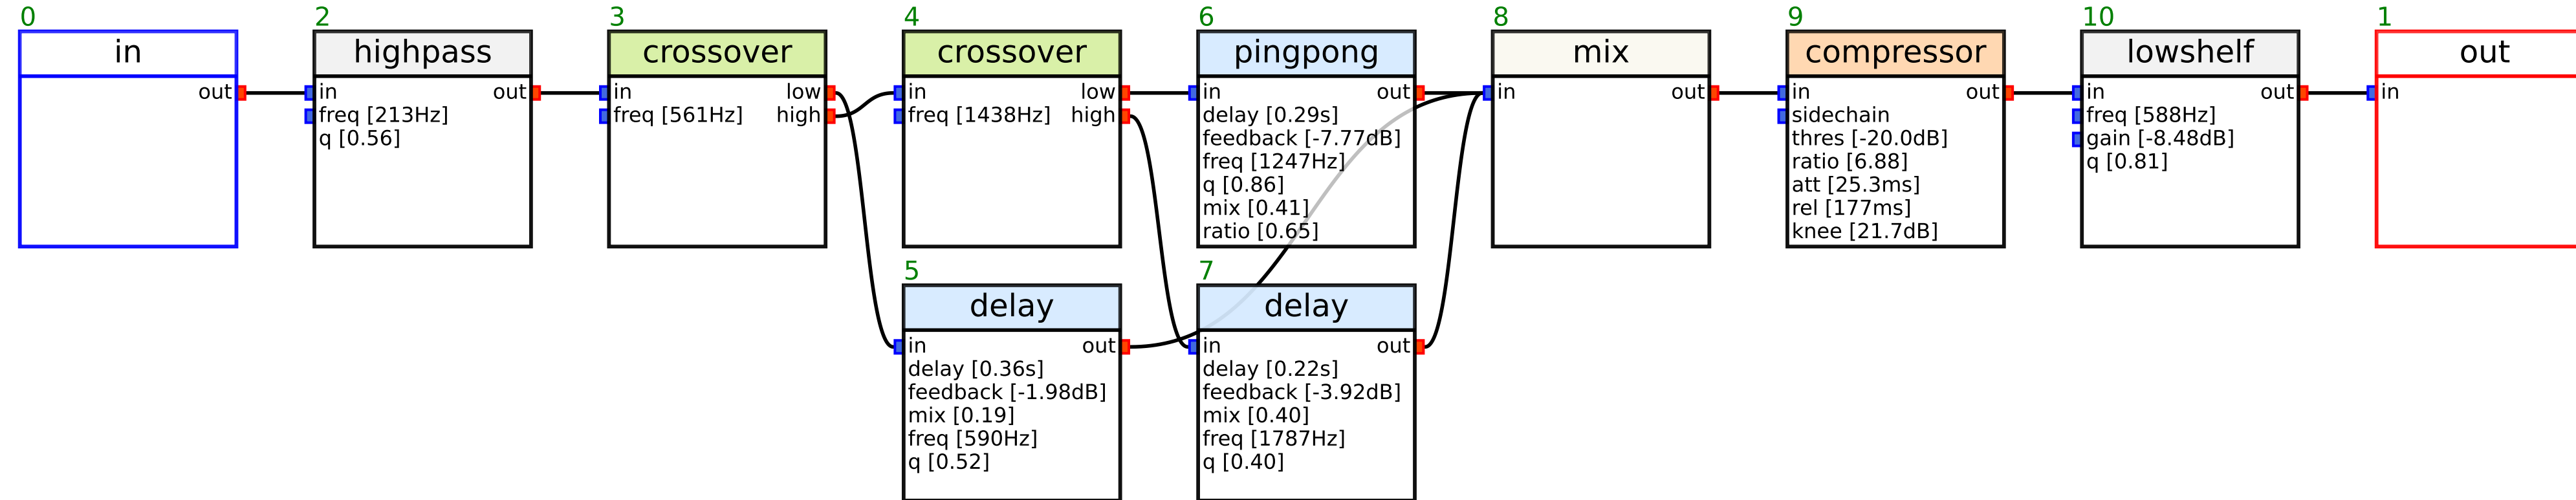 0
in
out
2
highpass
in out
freq [213Hz]
q [0.56]
3
crossover
in low
freq [561Hz] high
4
crossover
in low
freq [1438Hz] high
5
delay
in out
delay [0.36s]
feedback [-1.98dB]
mix [0.19]
freq [590Hz]
q [0.52]
6
pingpong
in out
delay [0.29s]
feedback [-7.77dB]
freq [1247Hz]
q [0.86]
mix [0.41]
ratio [0.65]
7
delay
in out
delay [0.22s]
feedback [-3.92dB]
mix [0.40]
freq [1787Hz]
q [0.40]
8
mix
in out
9
compressor
in out
sidechain
thres [-20.0dB]
ratio [6.88]
att [25.3ms]
rel [177ms]
knee [21.7dB]
10
lowshelf
in out
freq [588Hz]
gain [-8.48dB]
q [0.81]
1
out
in